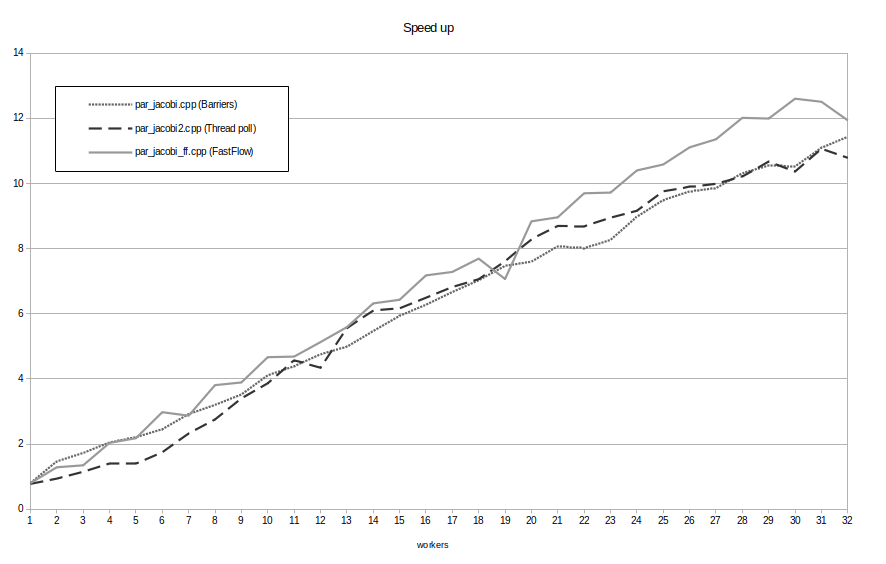 Speed up
14
12
10
8
6
4
2
0
par_jacobi.cpp (Barriers)
par_jacobi2.cpp (Thread poll)
par_jacobi_ff.cpp (FastFlow)
1 2 3 4 5 6 7 8 9 10 11 12 13 14 15 16 17 18 19 20 21 22 23 24 25 26 27 28 29 30 31 32
workers